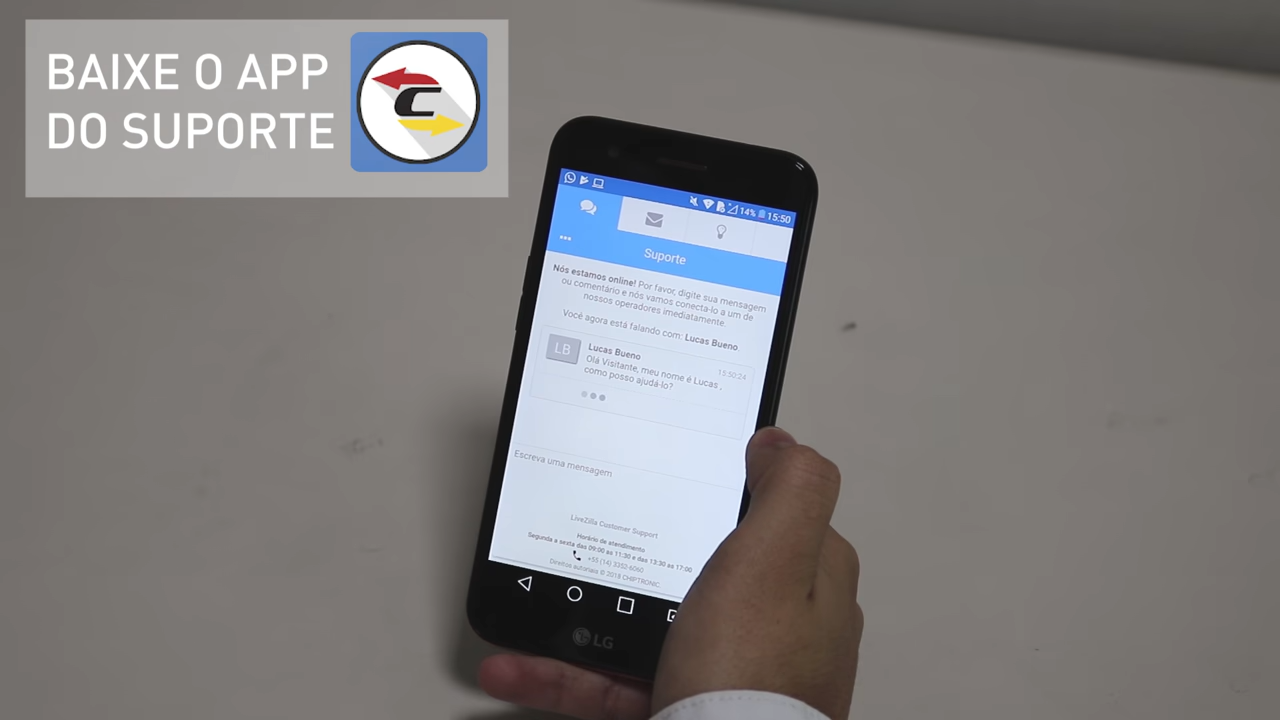 BAIXE O APP
DO SUPORTE
C
14% 15:50
Suporte
Nós estamos online! Por favor, digite sua mensagem
ou comentário e nós vamos conecta-lo a um de
nossos operadores imediatamente.
Você agora está falando com: Lucas Bueno
LB
Lucas Bueno
15:50:24
Olá Visitante, meu nome é Lucas ,
como posso ajudá-lo?
Escreva uma mensagem
LiveZilla Customer Support
Horário de atendimento
Segunda a sexta das 09:00 as 11:30 e das 13:30 as 17:00
+55 (14) 3352-6060
Direitos autorais © 2018 CHIPTRONIC
LG